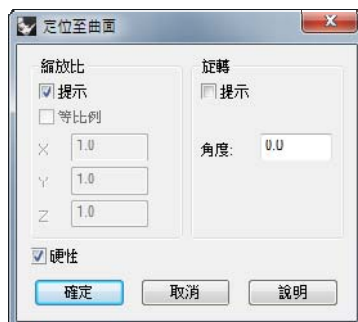 定位至曲面
縮放比
提示
等比例
X 1.0
Y 1.0
Z 1.0
旋轉
提示
角度: 0.0
硬性
確定 取消 說明